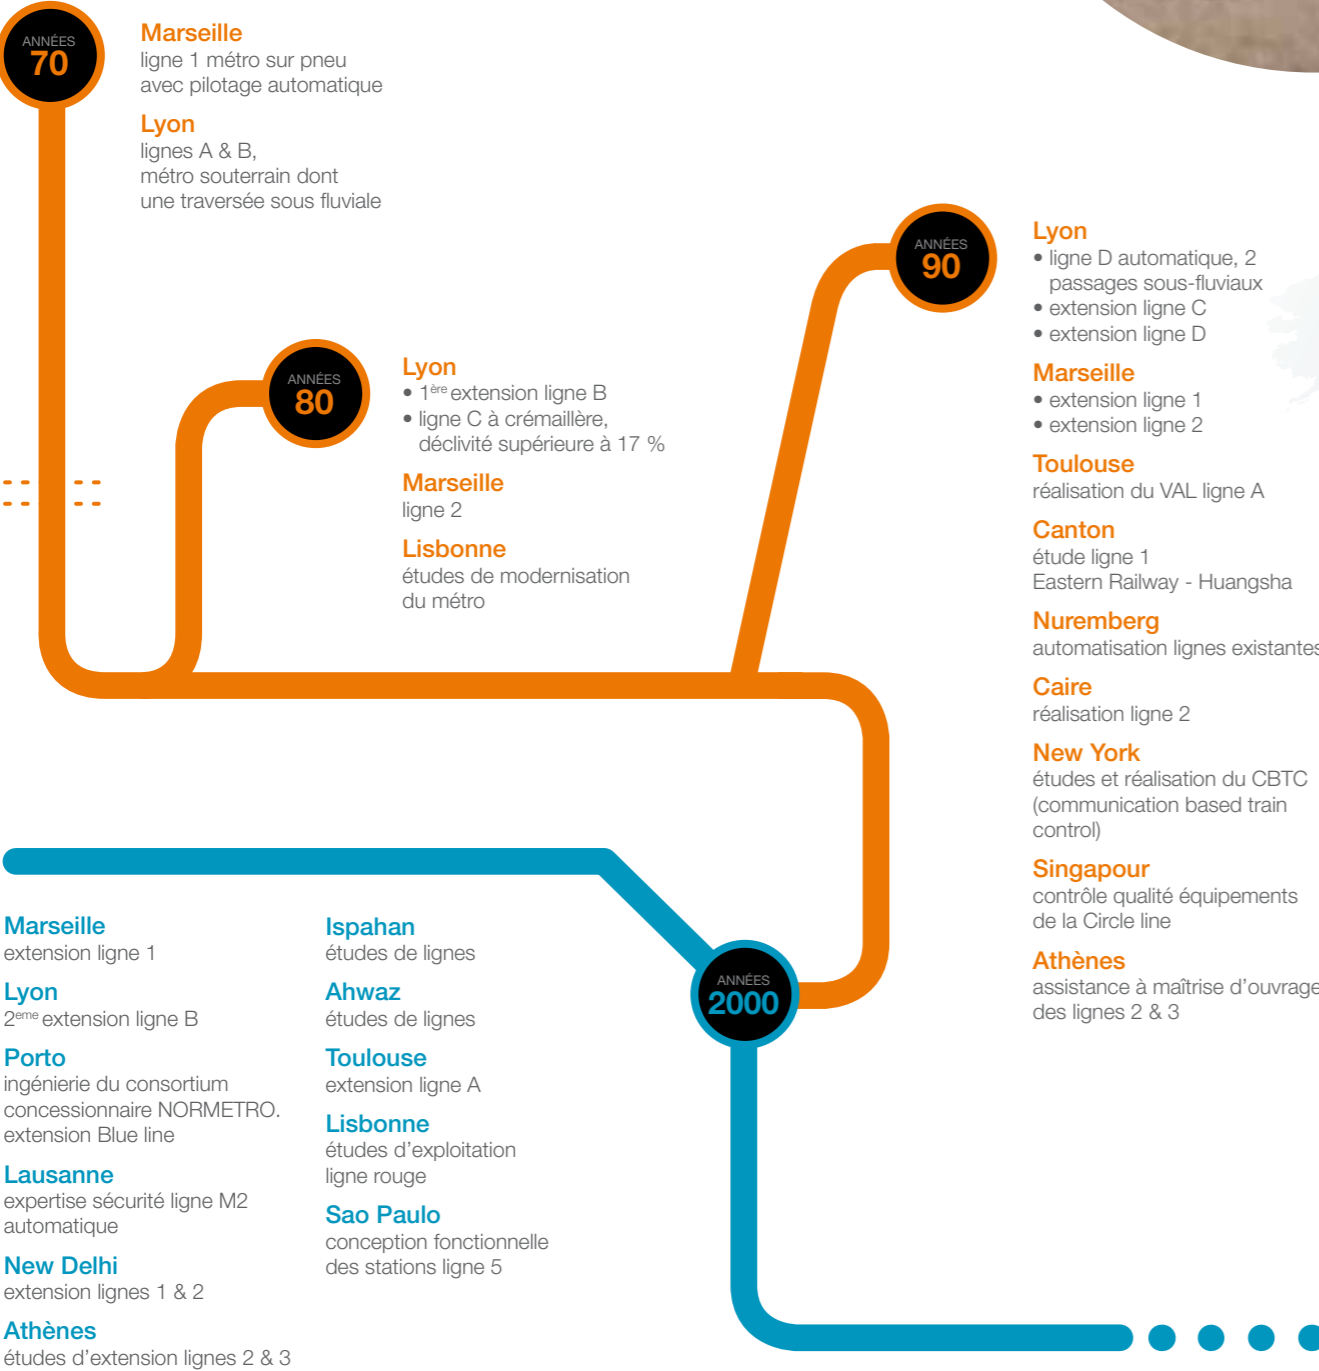 ANNÉES
70
Marseille
ligne 1 métro sur pneu
avec pilotage automatique
Lyon
lignes A & B,
métro souterrain dont
une traversée sous fluviale
ANNÉES
80
Lyon
• 1ère extension ligne B
• ligne C à crémaillère,
déclivité supérieure à 17 %
Marseille
ligne 2
Lisbonne
études de modernisation
du métro
ANNÉES
90
Lyon
• ligne D automatique, 2
passages sous-fluviaux
• extension ligne C
• extension ligne D
Marseille
• extension ligne 1
• extension ligne 2
Toulouse
réalisation du VAL ligne A
Canton
étude ligne 1
Eastern Railway - Huangsha
Nuremberg
automatisation lignes existantes
Caire
réalisation ligne 2
New York
études et réalisation du CBTC
(communication based train
control)
Singapour
contrôle qualité équipements
de la Circle line
Athènes
assistance à maîtrise d’ouvrage
des lignes 2 & 3
ANNÉES
2000
Marseille
extension ligne 1
Lyon
2eme extension ligne B
Porto
ingénierie du consortium
concessionnaire NORMETRO.
extension Blue line
Lausanne
expertise sécurité ligne M2
automatique
New Delhi
extension lignes 1 & 2
Athènes
études d’extension lignes 2 & 3
Ispahan
études de lignes
Ahwaz
études de lignes
Toulouse
extension ligne A
Lisbonne
études d’exploitation
ligne rouge
Sao Paulo
conception fonctionnelle
des stations ligne 5